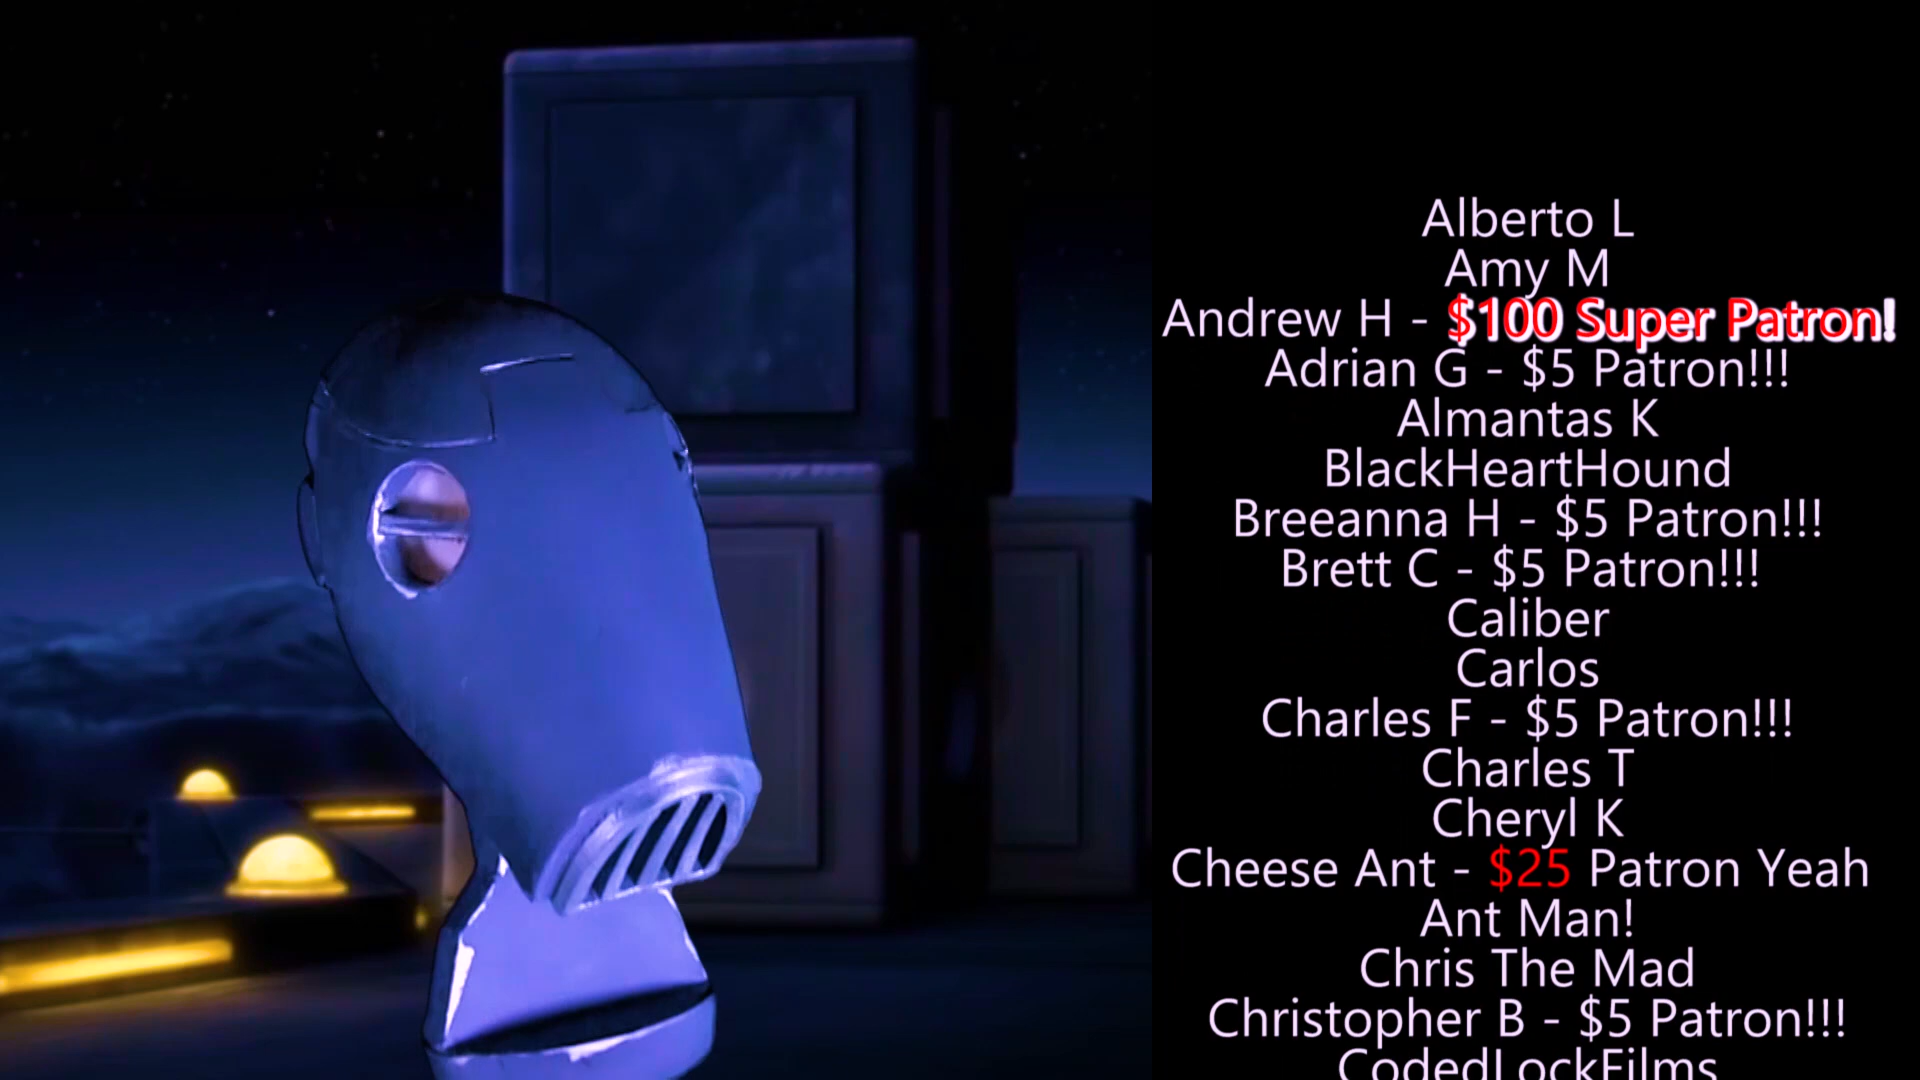 Alberto L
Amy M
Andrew H - $100 Super Patron!
Adrian G - $5 Patron!!!
Almantas K
BlackHeartHound
Breeanna H - $5 Patron!!!
Brett C - $5 Patron!!!
Caliber
Carlos
Charles F - $5 Patron!!!
Charles T
Cheryl K
Cheese Ant - $25 Patron Yeah
Ant Man!
Chris The Mad
Christopher B - $5 Patron!!!
CodedLockFilms